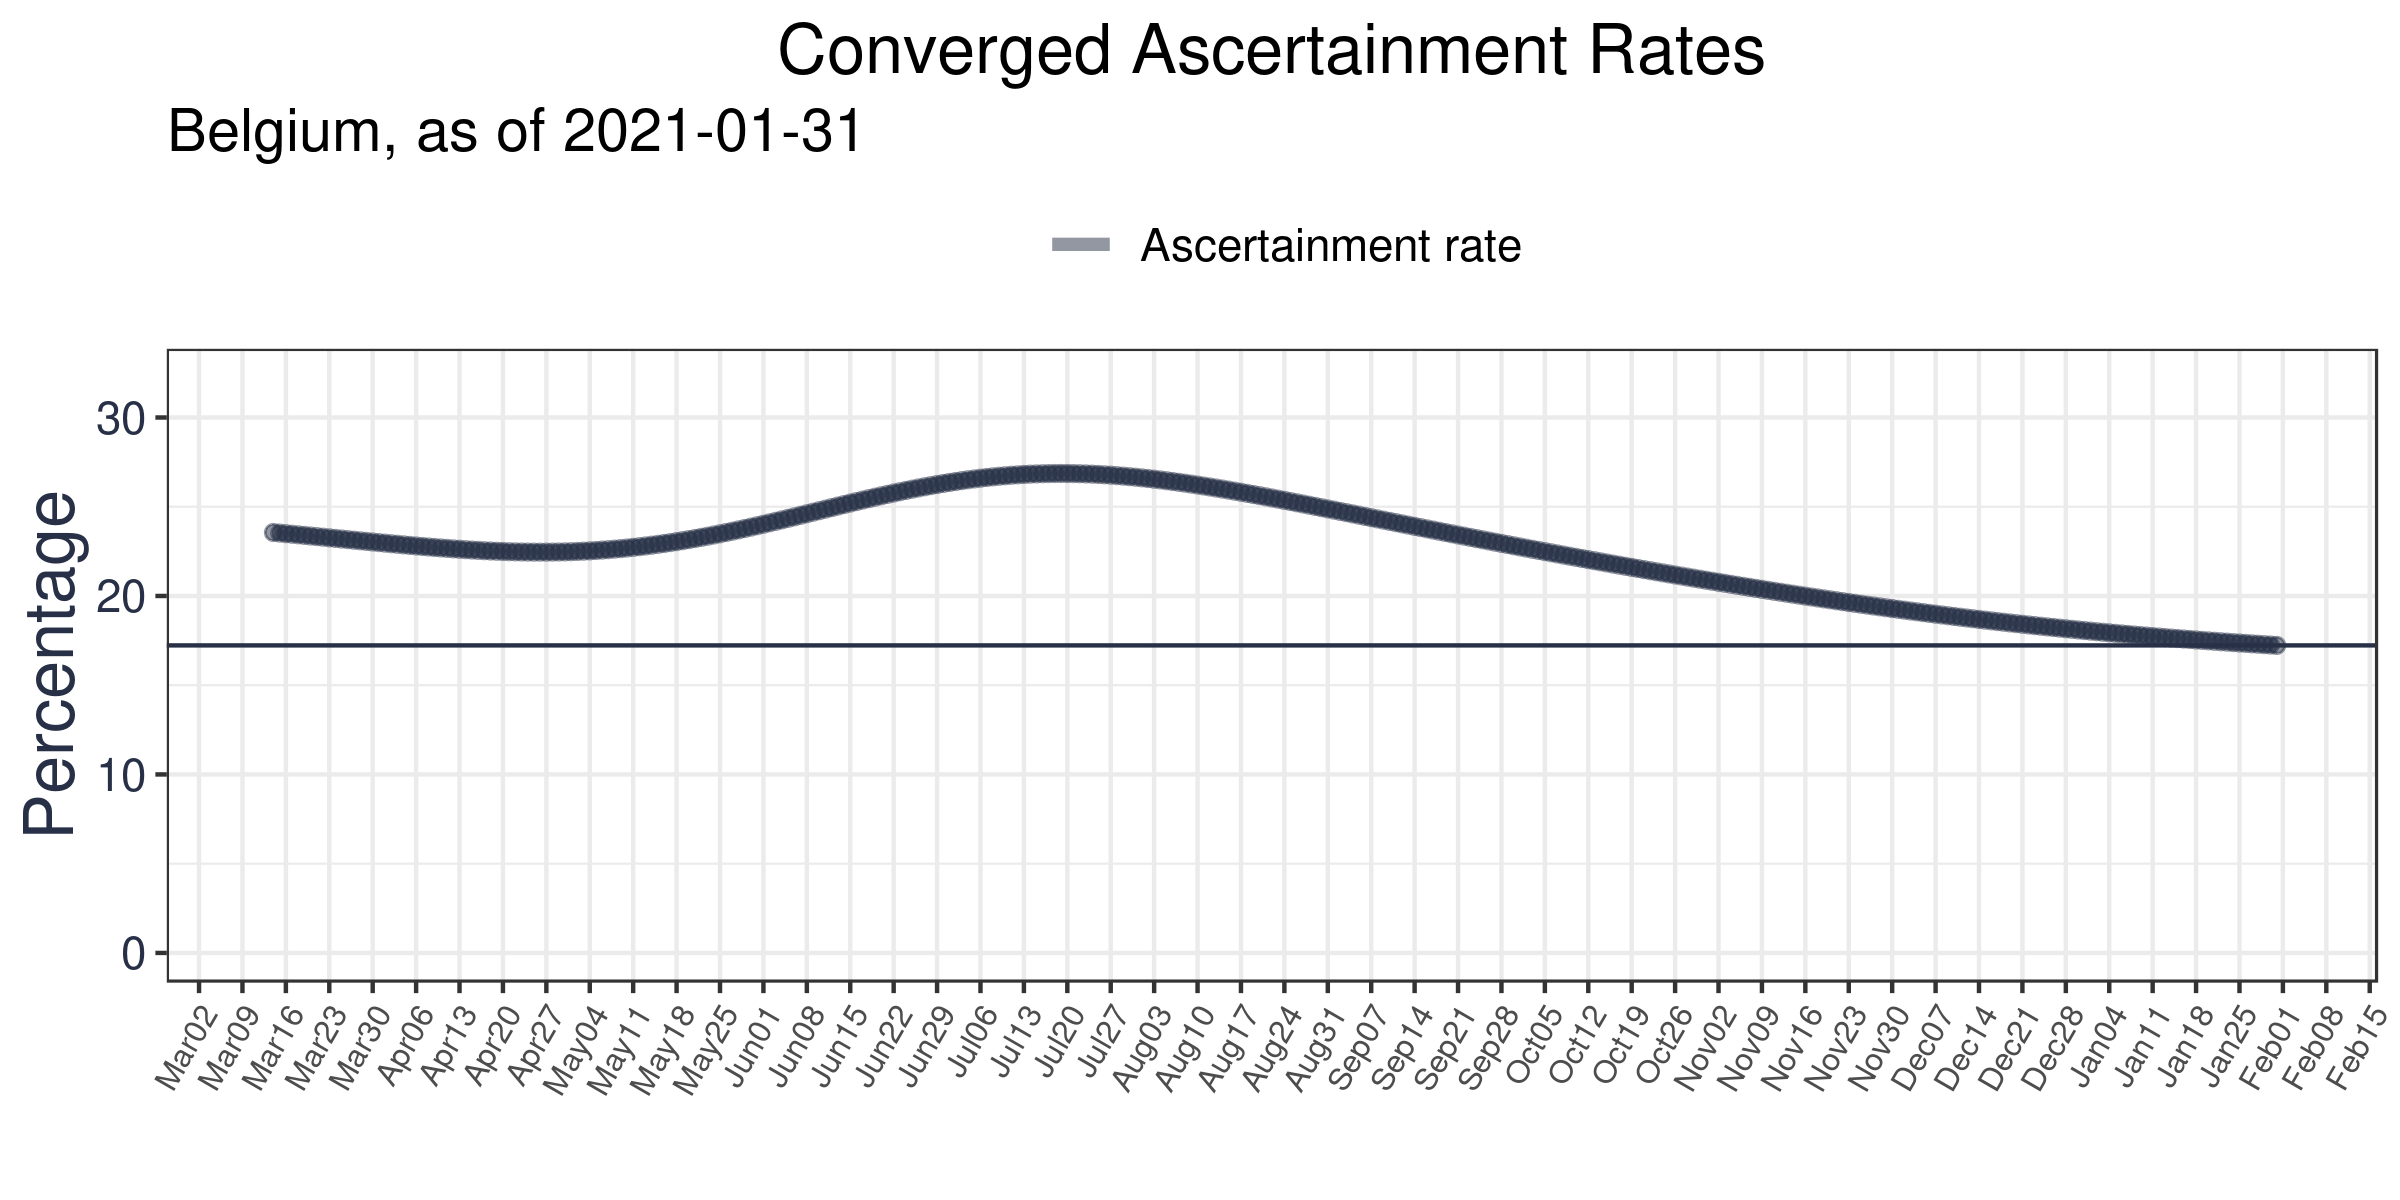 Converged Ascertainment Rates
Belgium, as of 2021-01-31
Ascertainment rate
Percentage
30
20
10
0
Mar02 Mar09 Mar16 Mar23 Mar30 Apr06 Apr13 Apr20 Apr27 May04 May11 May18 May25 Jun01 Jun08 Jun15 Jun22 Jun29 Jul06 Jul13 Jul20 Jul27 Aug03 Aug10 Aug17 Aug24 Aug31 Sep07 Sep14 Sep21 Sep28 Oct05 Oct12 Oct19 Oct26 Nov02 Nov09 Nov16 Nov23 Nov30 Dec07 Dec14 Dec21 Dec28 Jan04 Jan11 Jan18 Jan25 Feb01 Feb08 Feb15